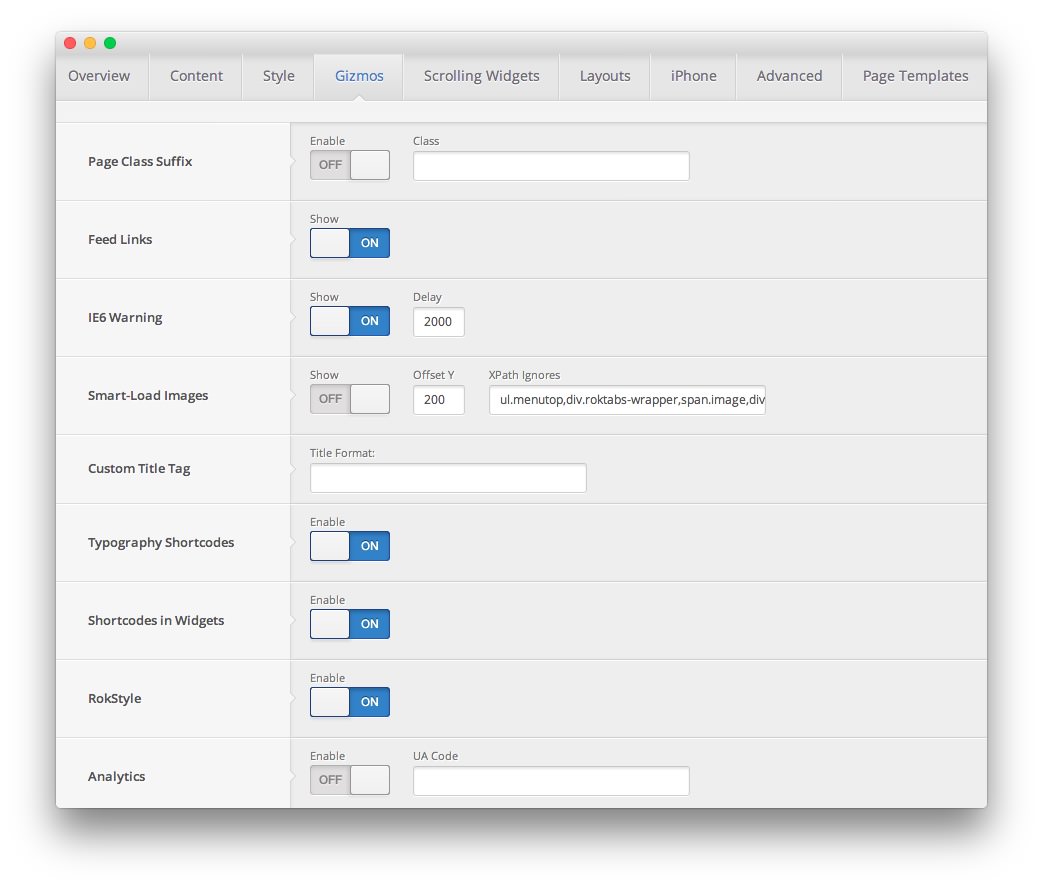 Overview Content Style Gizmos Scrolling Widgets Layouts iPhone Advanced Page Templates
Enable Class
Page Class Suffix OFF
Show
Feed Links ON
Show Delay
IE6 Warning ON 2000
Show Offset Y XPath Ignores
Smart-Load Images OFF 200 ul.menutop,div.roktabs-wrapper,span.image,div
Title Format:
Custom Title Tag
Enable
Typography Shortcodes ON
Enable
Shortcodes in Widgets ON
Enable
RokStyle ON
Enable UA Code
Analytics OFF